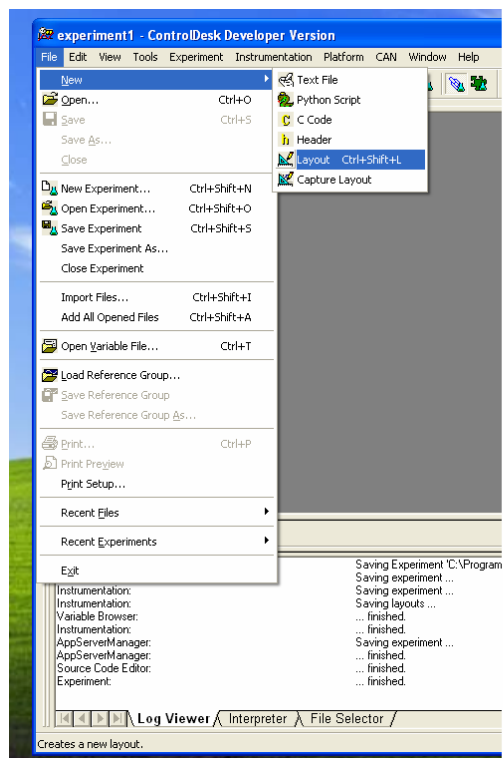 experiment1 - ControlDesk Developer Version
File Edit View Tools Experiment Instrumentation Platform CAN Window Help
New
Open... Ctrl+O
Save Ctrl+S
Save As...
Close
New Experiment... Ctrl+Shift+N
Open Experiment... Ctrl+Shift+O
Save Experiment Ctrl+Shift+S
Save Experiment As...
Close Experiment
Import Files... Ctrl+Shift+I
Add All Opened Files Ctrl+Shift+A
Open Variable File... Ctrl+T
Load Reference Group...
Save Reference Group
Save Reference Group As...
Print... Ctrl+P
Print Preview
Print Setup...
Recent Files
Recent Experiments
Exit
Text File
Python Script
C Code
Header
Layout Ctrl+Shift+L
Capture Layout
Saving Experiment 'C:\Program
Saving experiment ...
Instrumentation: Saving experiment ...
Instrumentation: Saving layouts ...
Variable Browser: ... finished.
Instrumentation: ... finished.
AppServerManager: Saving experiment ...
AppServerManager: ... finished.
Source Code Editor: ... finished.
Experiment: ... finished.
Log Viewer Interpreter File Selector
Creates a new layout.